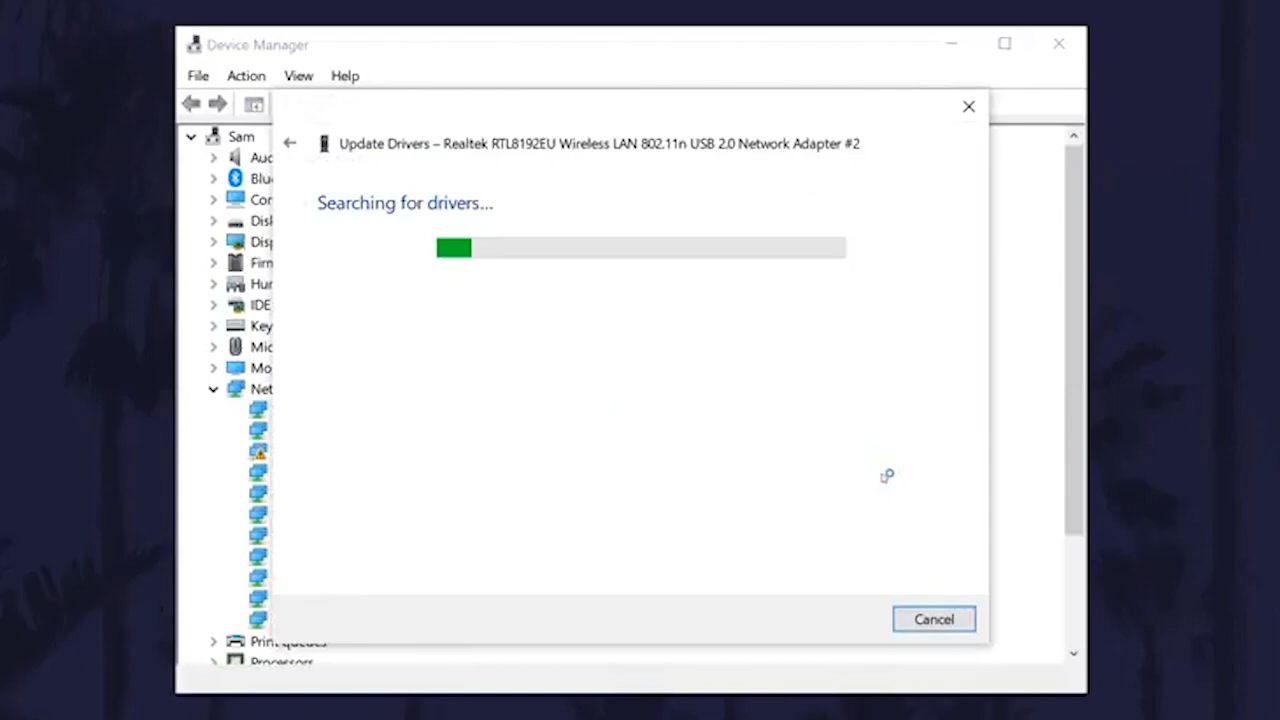 Device Manager
File Action View Help
Update Drivers – Realtek RTL8192EU Wireless LAN 802.11n USB 2.0 Network Adapter #2
Searching for drivers...
Sam
Auc
Blu
Cor
Disk
Disp
Firn
Hur
IDE
Key
Mic
Mo
Net
Print queues
Processors
Cancel